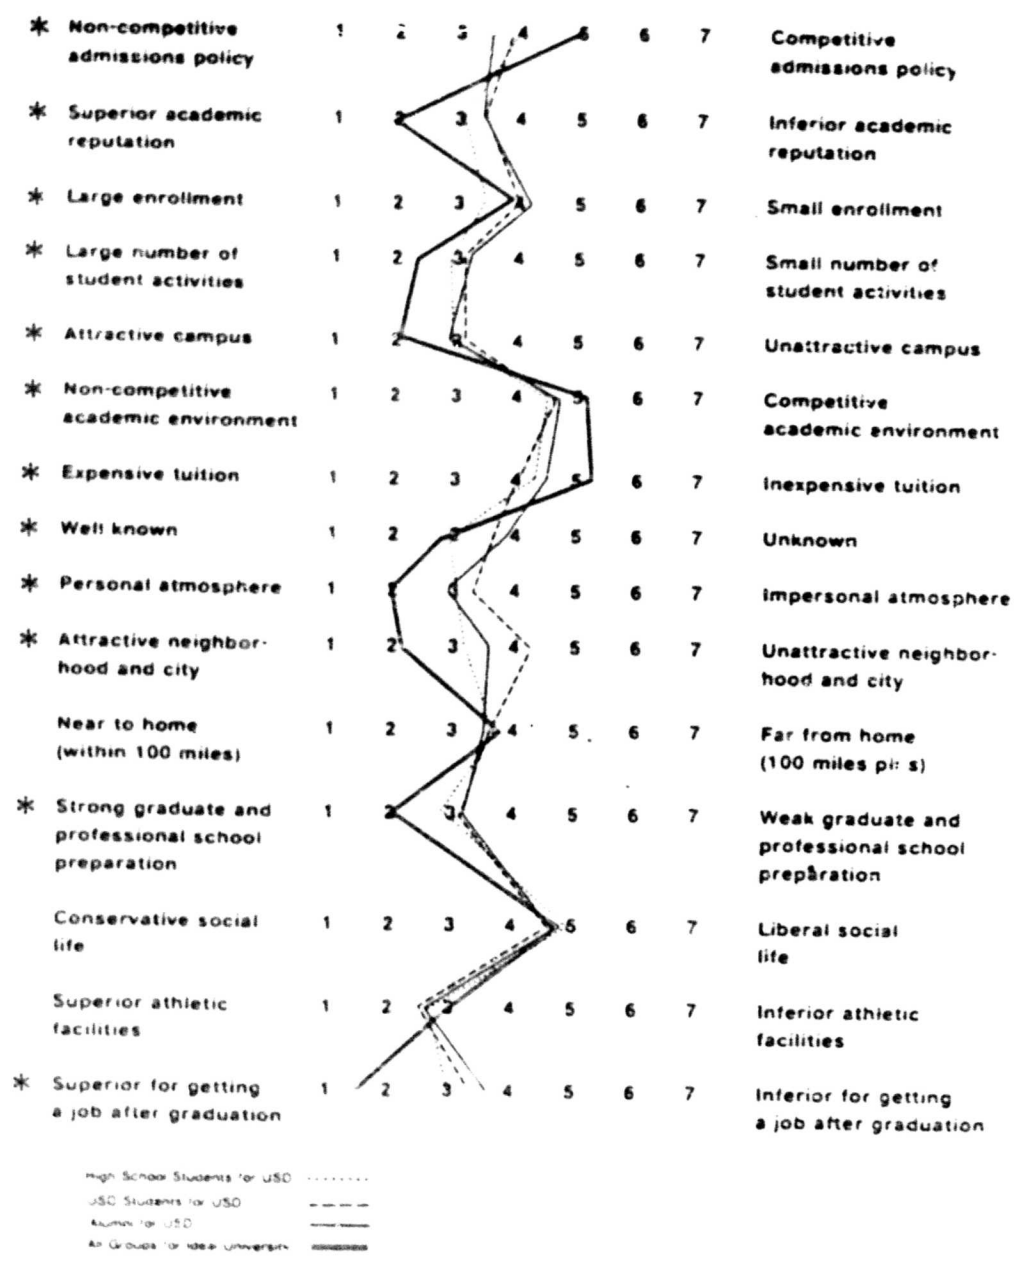 * Non-competitive 1 2 3 4 5 6 7 Competitive
admissions policy admissions policy
* Superior academic 1 2 3 4 5 6 7 Inferior academic
reputation reputation
* Large enrollment 1 2 3 4 5 6 7 Small enrollment
* Large number of 1 2 3 4 5 6 7 Small number of
student activities student activities
* Attractive campus 1 2 3 4 5 6 7 Unattractive campus
* Non-competitive 1 2 3 4 5 6 7 Competitive
academic environment academic environment
* Expensive tuition 1 2 3 4 5 6 7 Inexpensive tuition
* Well known 1 2 3 4 5 6 7 Unknown
* Personal atmosphere 1 2 3 4 5 6 7 Impersonal atmosphere
* Attractive neighbor- 1 2 3 4 5 6 7 Unattractive neighbor-
hood and city hood and city
Near to home 1 2 3 4 5 6 7 Far from home
(within 100 miles) (100 miles plus)
* Strong graduate and 1 2 3 4 5 6 7 Weak graduate and
professional school professional school
preparation preparation
Conservative social 1 2 3 4 5 6 7 Liberal social
life life
Superior athletic 1 2 3 4 5 6 7 Inferior athletic
facilities facilities
* Superior for getting 1 2 3 4 5 6 7 Inferior for getting
a job after graduation a job after graduation
High School Students for USD
USD Students for USD
Alumni for USD
All Groups for Ideal University